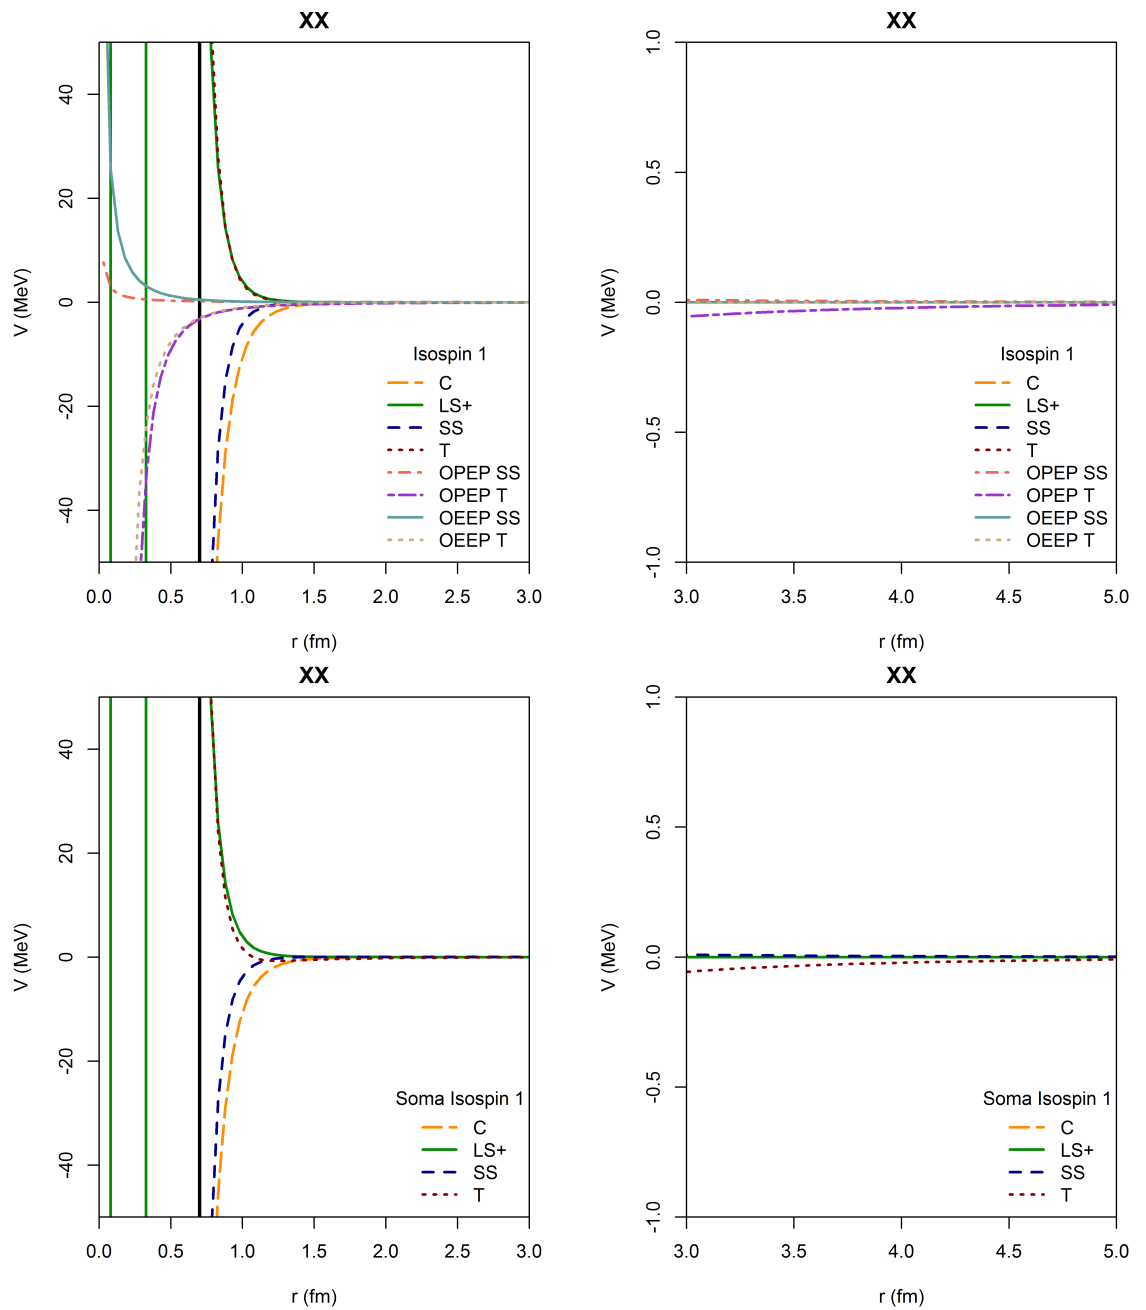 XX
V (MeV)
40
20
0
-20
-40
0.0 0.5 1.0 1.5 2.0 2.5 3.0
r (fm)
Isospin 1
C
LS+
SS
T
OPEP SS
OPEP T
OEEP SS
OEEP T
XX
V (MeV)
1.0
0.5
0.0
-0.5
-1.0
3.0 3.5 4.0 4.5 5.0
r (fm)
Isospin 1
C
LS+
SS
T
OPEP SS
OPEP T
OEEP SS
OEEP T
XX
V (MeV)
40
20
0
-20
-40
0.0 0.5 1.0 1.5 2.0 2.5 3.0
r (fm)
Soma Isospin 1
C
LS+
SS
T
XX
V (MeV)
1.0
0.5
0.0
-0.5
-1.0
3.0 3.5 4.0 4.5 5.0
r (fm)
Soma Isospin 1
C
LS+
SS
T